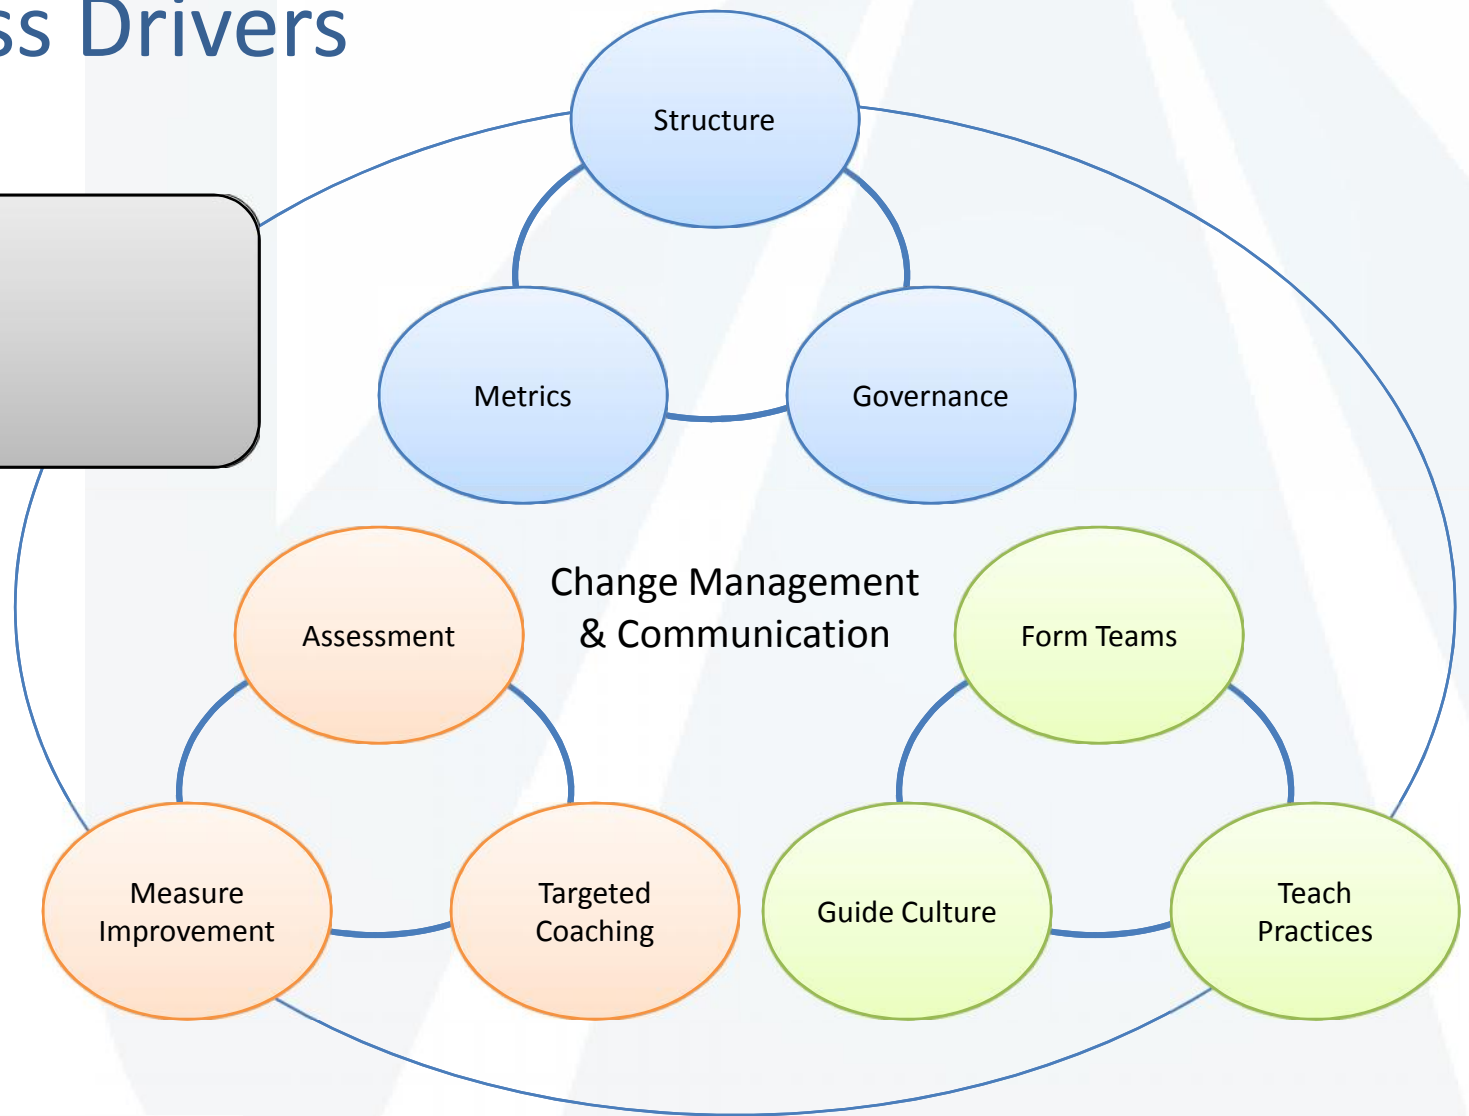 ss Drivers
Structure
Metrics
Governance
Change Management
& Communication
Assessment
Form Teams
Measure
Improvement
Targeted
Coaching
Guide Culture
Teach
Practices